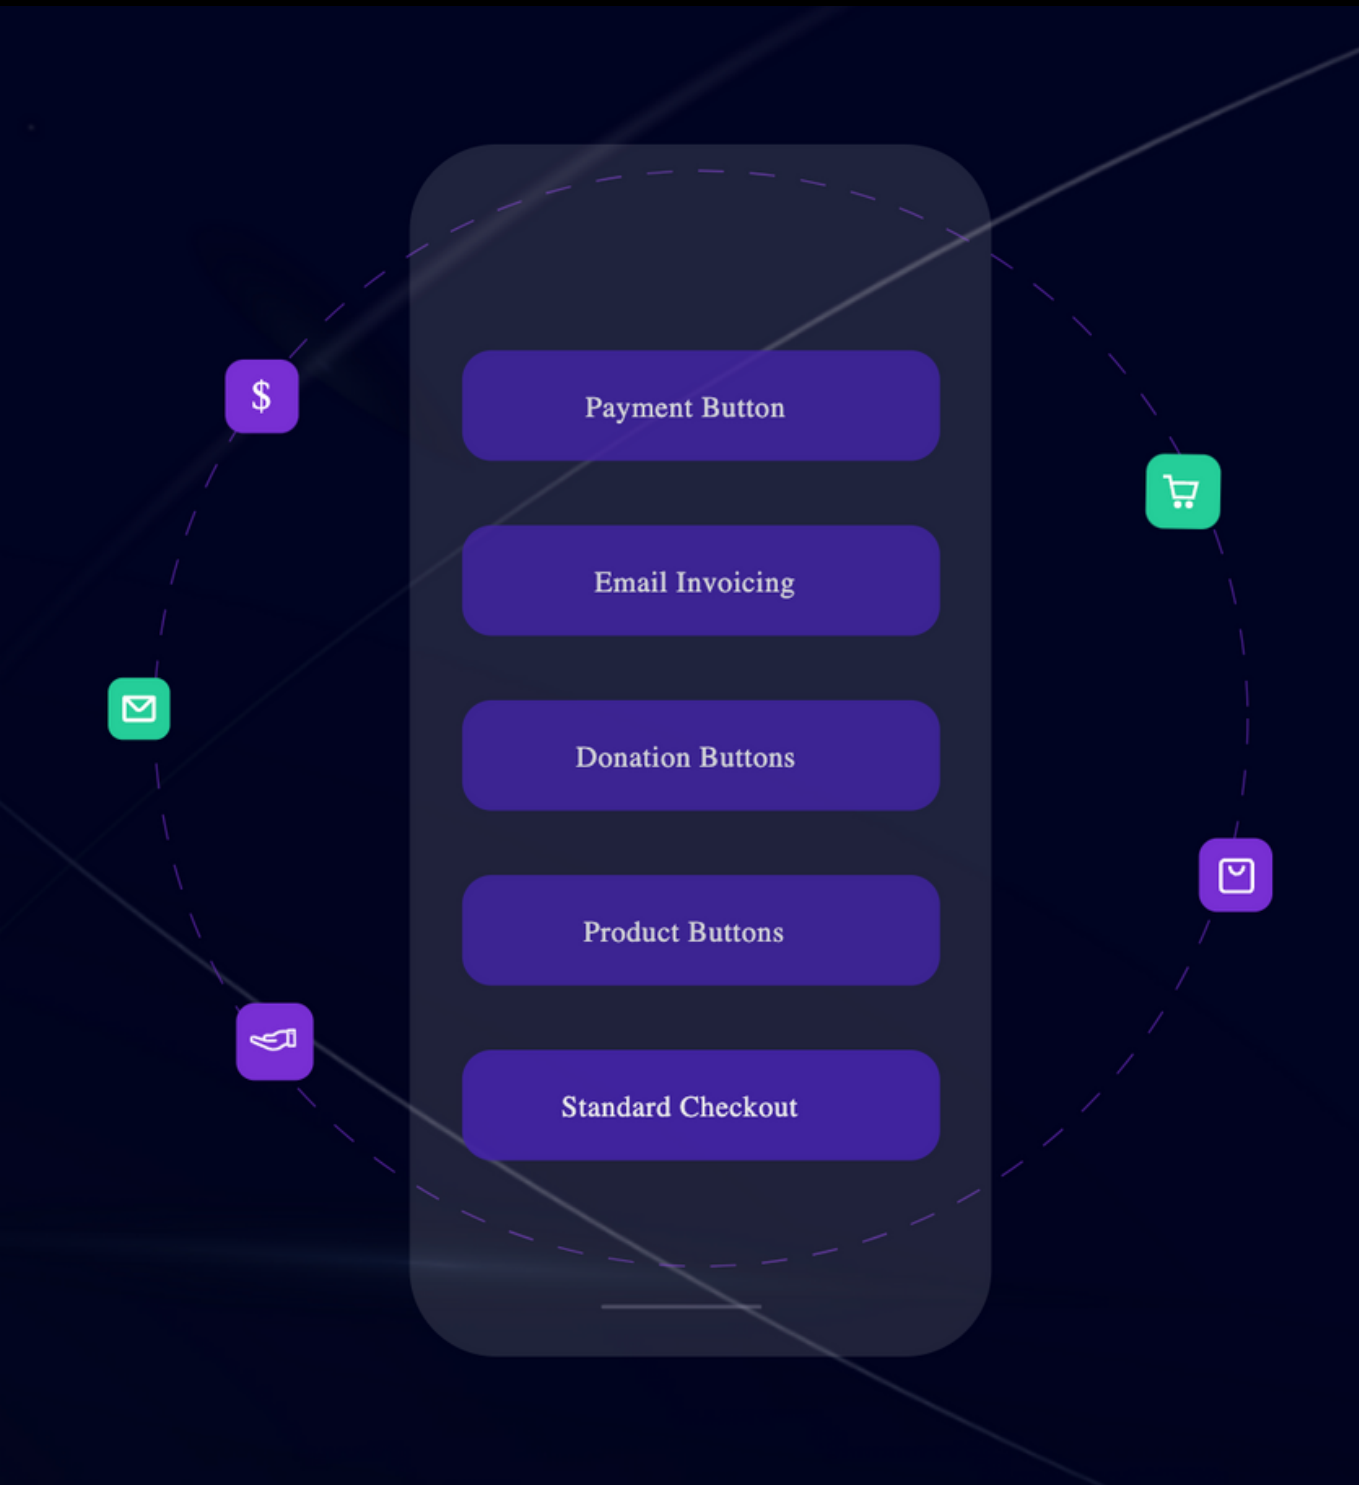 $
Payment Button
Email Invoicing
Donation Buttons
Product Buttons
Standard Checkout